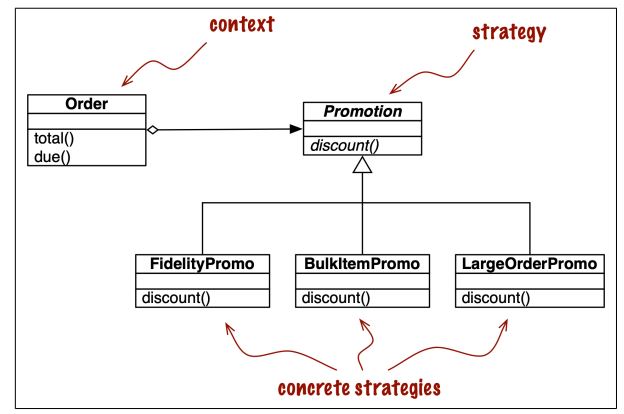 context
strategy
Order
total()
due()
Promotion
discount()
FidelityPromo
discount()
BulkItemPromo
discount()
LargeOrderPromo
discount()
concrete strategies